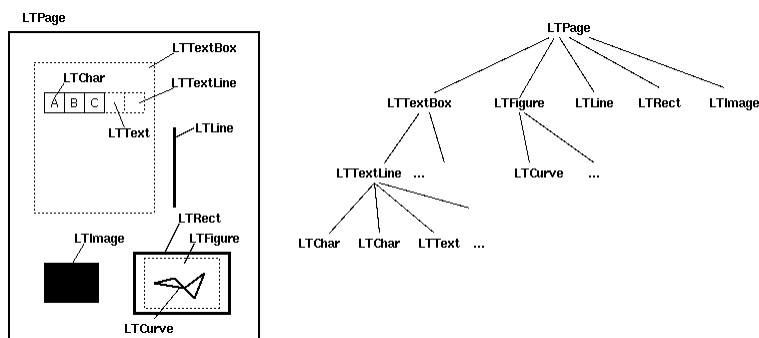 LTPage
LTTextBox
LTChar
LTTextLine
A B C
LTText
LTLine
LTRect
LTImage
LTFigure
LTCurve
LTPage
LTTextBox LTFigure LTLine LTRect LTImage
LTTextLine ... LTCurve ...
LTChar LTChar LTText ...